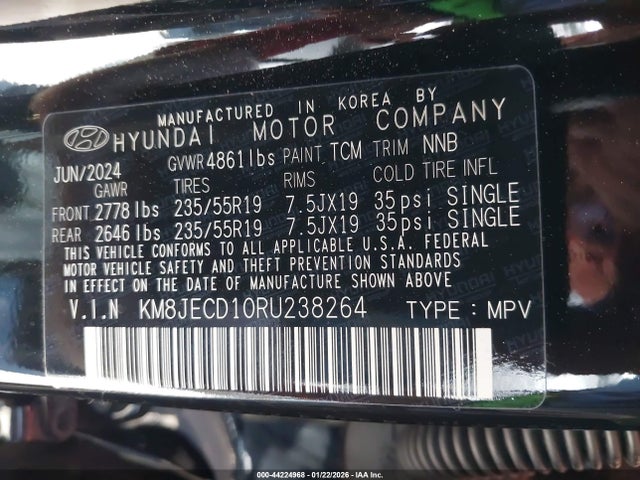 MANUFACTURED IN KOREA BY
HYUNDAI MOTOR COMPANY
JUN/2024 GVWR 4861 lbs PAINT TCM TRIM NNB
GAWR TIRES RIMS COLD TIRE INFL
FRONT 2778 lbs 235/55R19 7.5JX19 35 psi SINGLE
REAR 2646 lbs 235/55R19 7.5JX19 35 psi SINGLE
THIS VEHICLE CONFORMS TO ALL APPLICABLE U.S.A. FEDERAL
MOTOR VEHICLE SAFETY AND THEFT PREVENTION STANDARDS
IN EFFECT ON THE DATE OF MANUFACTURE SHOWN ABOVE.
V.I.N KM8JECD10RU238264 TYPE : MPV
000-44224968 - 01/22/2026 - © IAA Inc.